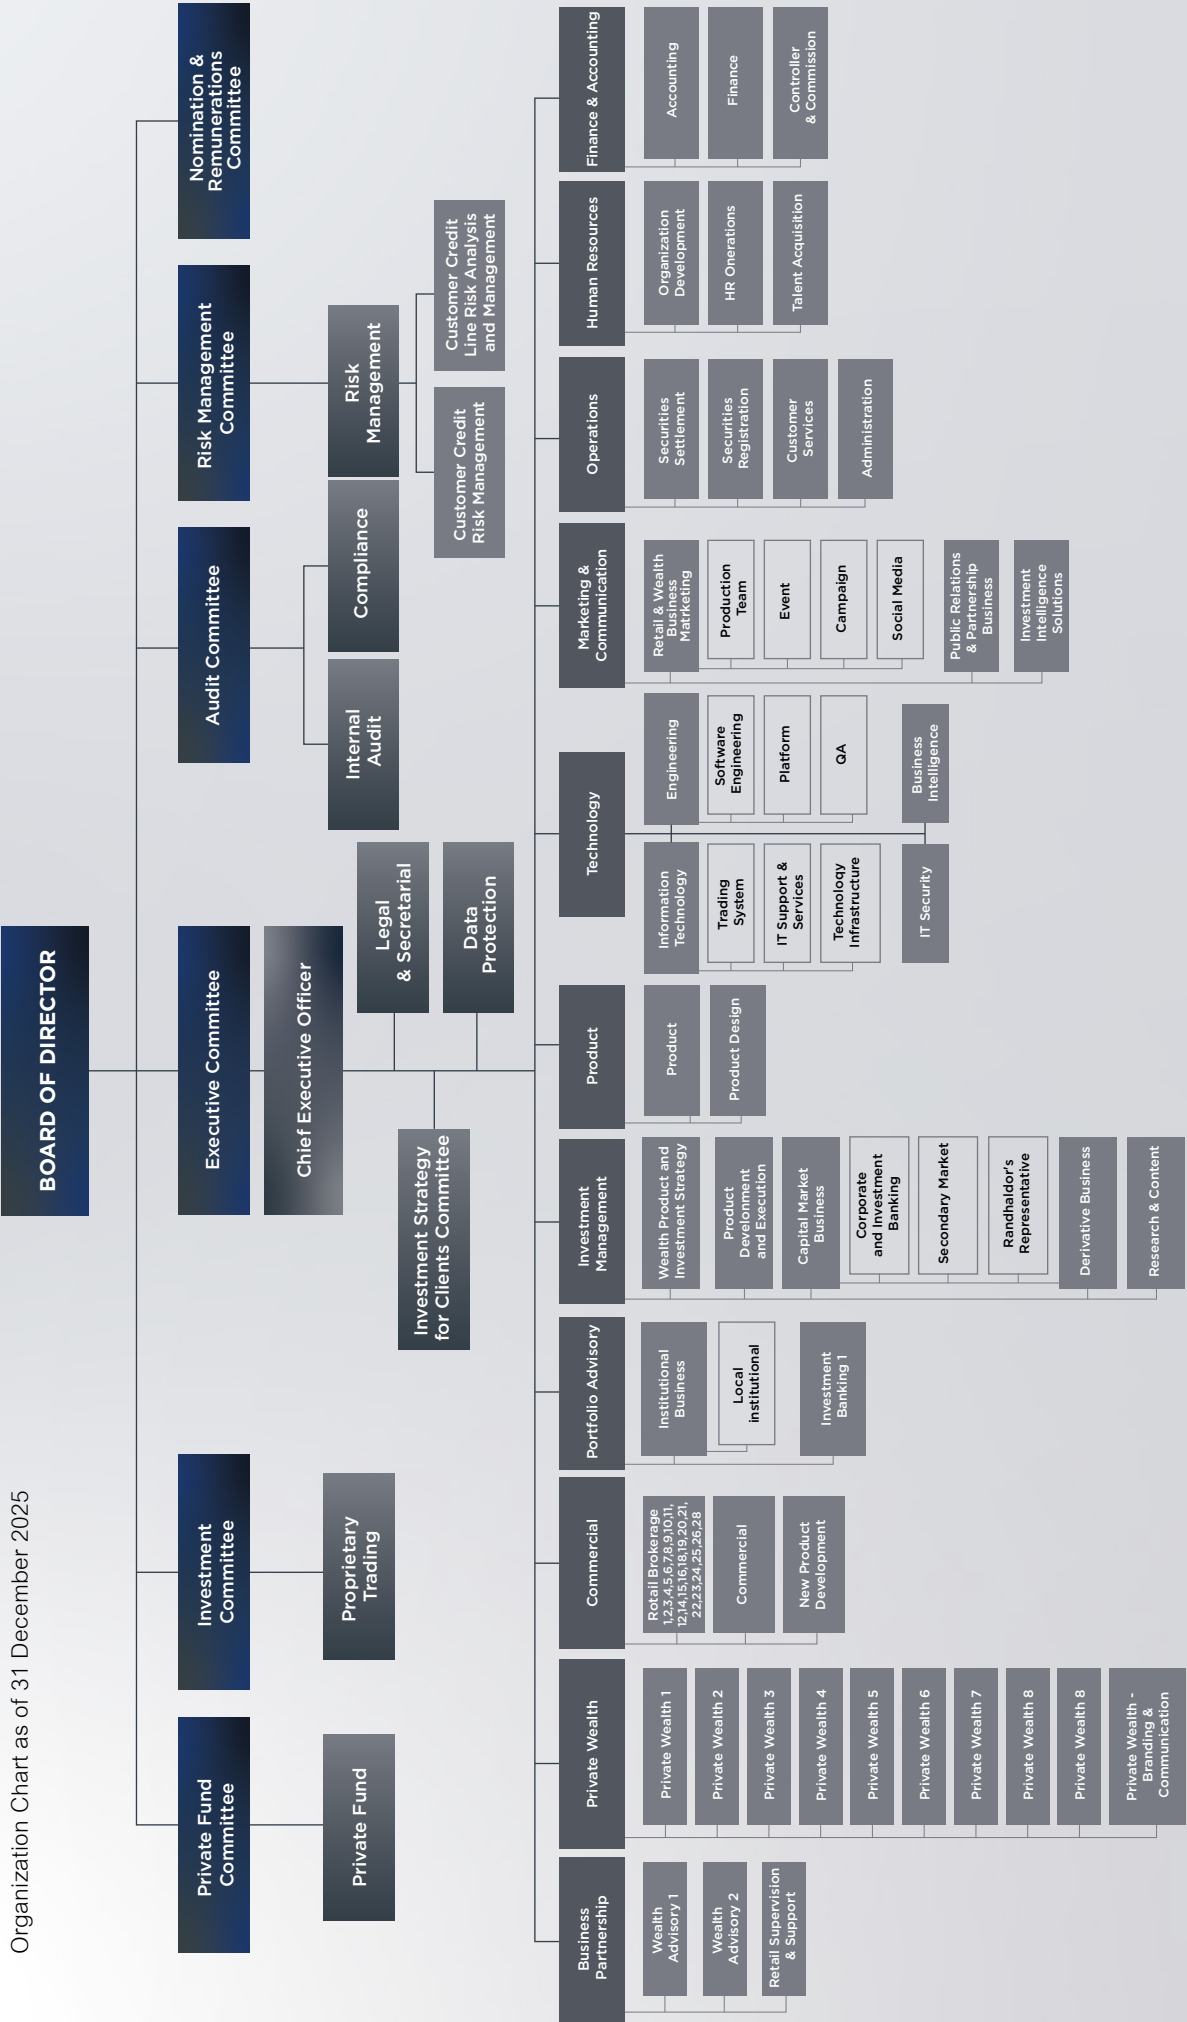 Organization Chart as of 31 December 2025
BOARD OF DIRECTOR
Private Fund
Committee
Investment
Committee
Executive Committee
Audit Committee
Risk Management
Committee
Nomination &
Remunerations
Committee
Chief Executive Officer
Private Fund
Proprietary
Trading
Internal
Audit
Compliance
Risk
Management
Legal
& Secretarial
Investment Strategy
for Clients Committee
Data
Protection
Customer Credit
Risk Management
Customer Credit
Line Risk Analysis
and Management
Business
Partnership
Wealth
Advisory 1
Wealth
Advisory 2
Retail Supervision
& Support
Private Wealth
Private Wealth 1
Private Wealth 2
Private Wealth 3
Private Wealth 4
Private Wealth 5
Private Wealth 6
Private Wealth 7
Private Wealth 8
Private Wealth 8
Private Wealth -
Branding &
Communication
Commercial
Rotail Brokerage
1,2,3,4,5,6,7,8,9,10,11,
12,14,15,16,18,19,20,21,
22,23,24,25,26,28
Commercial
New Product
Development
Portfolio Advisory
Institutional
Business
Local
institutional
Investment
Banking 1
Investment
Management
Wealth Product and
Investment Strategy
Product
Develonment
and Execution
Capital Market
Business
Corporate
and Investment
Banking
Secondary Market
Randhaldor's
Representative
Derivative Business
Research & Content
Product
Product
Product Design
Technology
Information
Technology
Trading
System
IT Support &
Services
Technoloqy
Infrastructure
IT Security
Engineering
Software
Engineering
Platform
QA
Business
Intelligence
Marketing &
Communication
Retail & Wealth
Business
Matrketing
Production
Team
Event
Campaign
Social Media
Public Relations
& Partnership
Business
Investment
Intelligence
Solutions
Operations
Securities
Settlement
Securities
Registration
Customer
Services
Administration
Human Resources
Organization
Development
HR Onerations
Talent Acquisition
Finance & Accounting
Accounting
Finance
Controller
& Commission